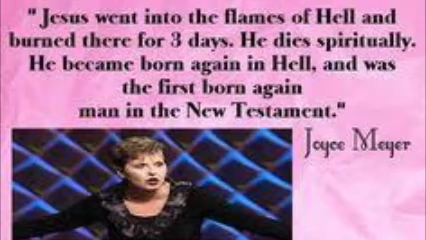 " Jesus went into the flames of Hell and
burned there for 3 days. He dies spiritually.
He became born again in Hell, and was
the first born again
man in the New Testament."
Joyce Meyer